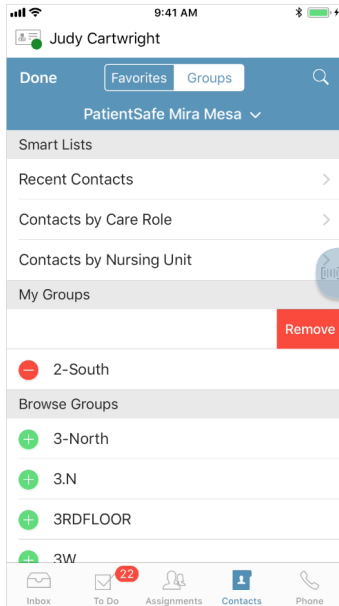 9:41 AM
Judy Cartwright
Done Favorites Groups
PatientSafe Mira Mesa
Smart Lists
Recent Contacts
Contacts by Care Role
Contacts by Nursing Unit
My Groups
Remove
2-South
Browse Groups
3-North
3.N
3RDFLOOR
3W
22
Inbox To Do Assignments Contacts Phone